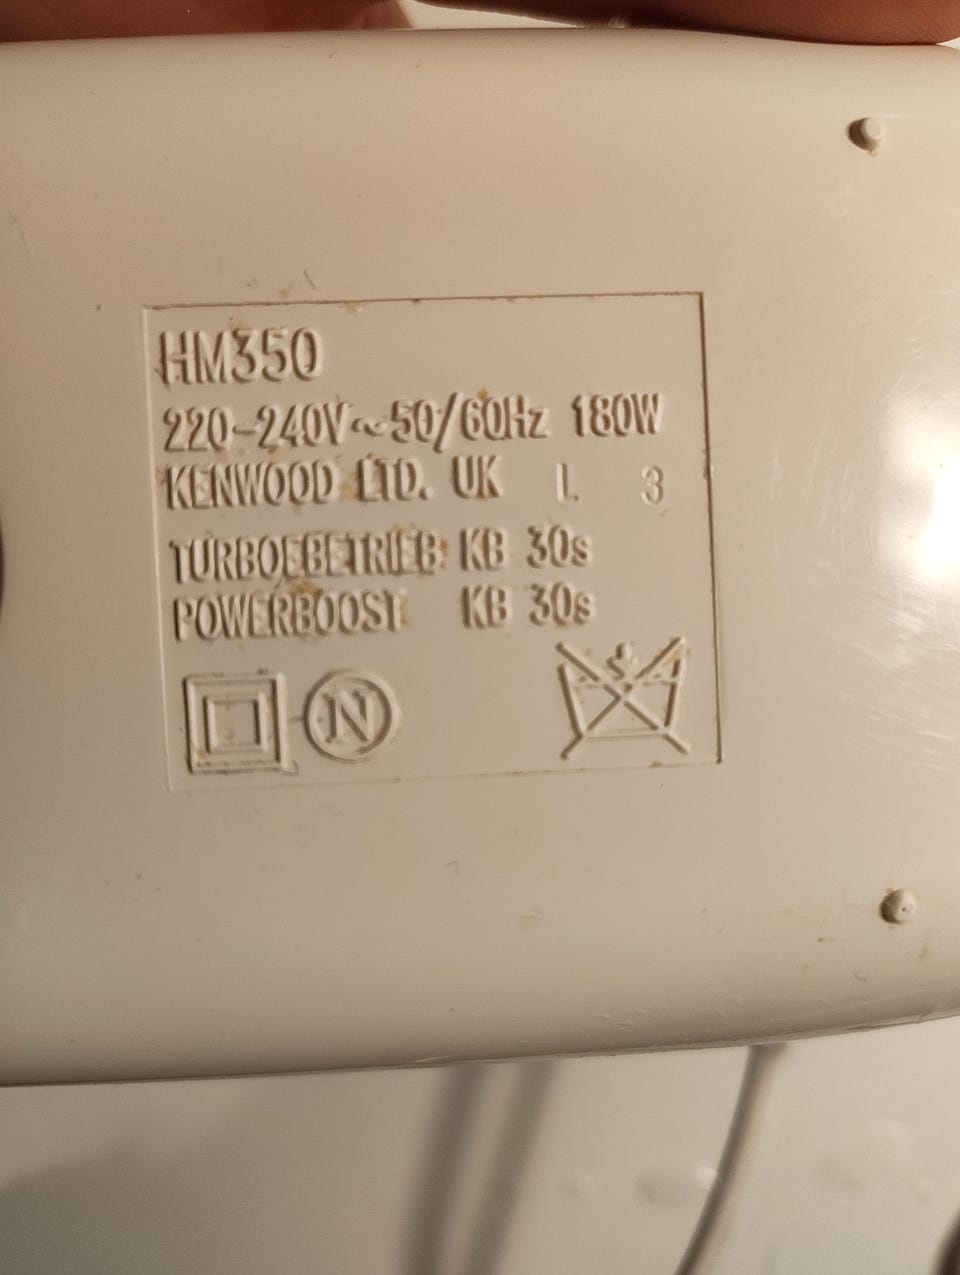 HM350
220-240V~50/60Hz 180W
KENWOOD LTD. UK L 3
TURBOEBETRIEB KB 30s
POWERBOOST KB 30s
N